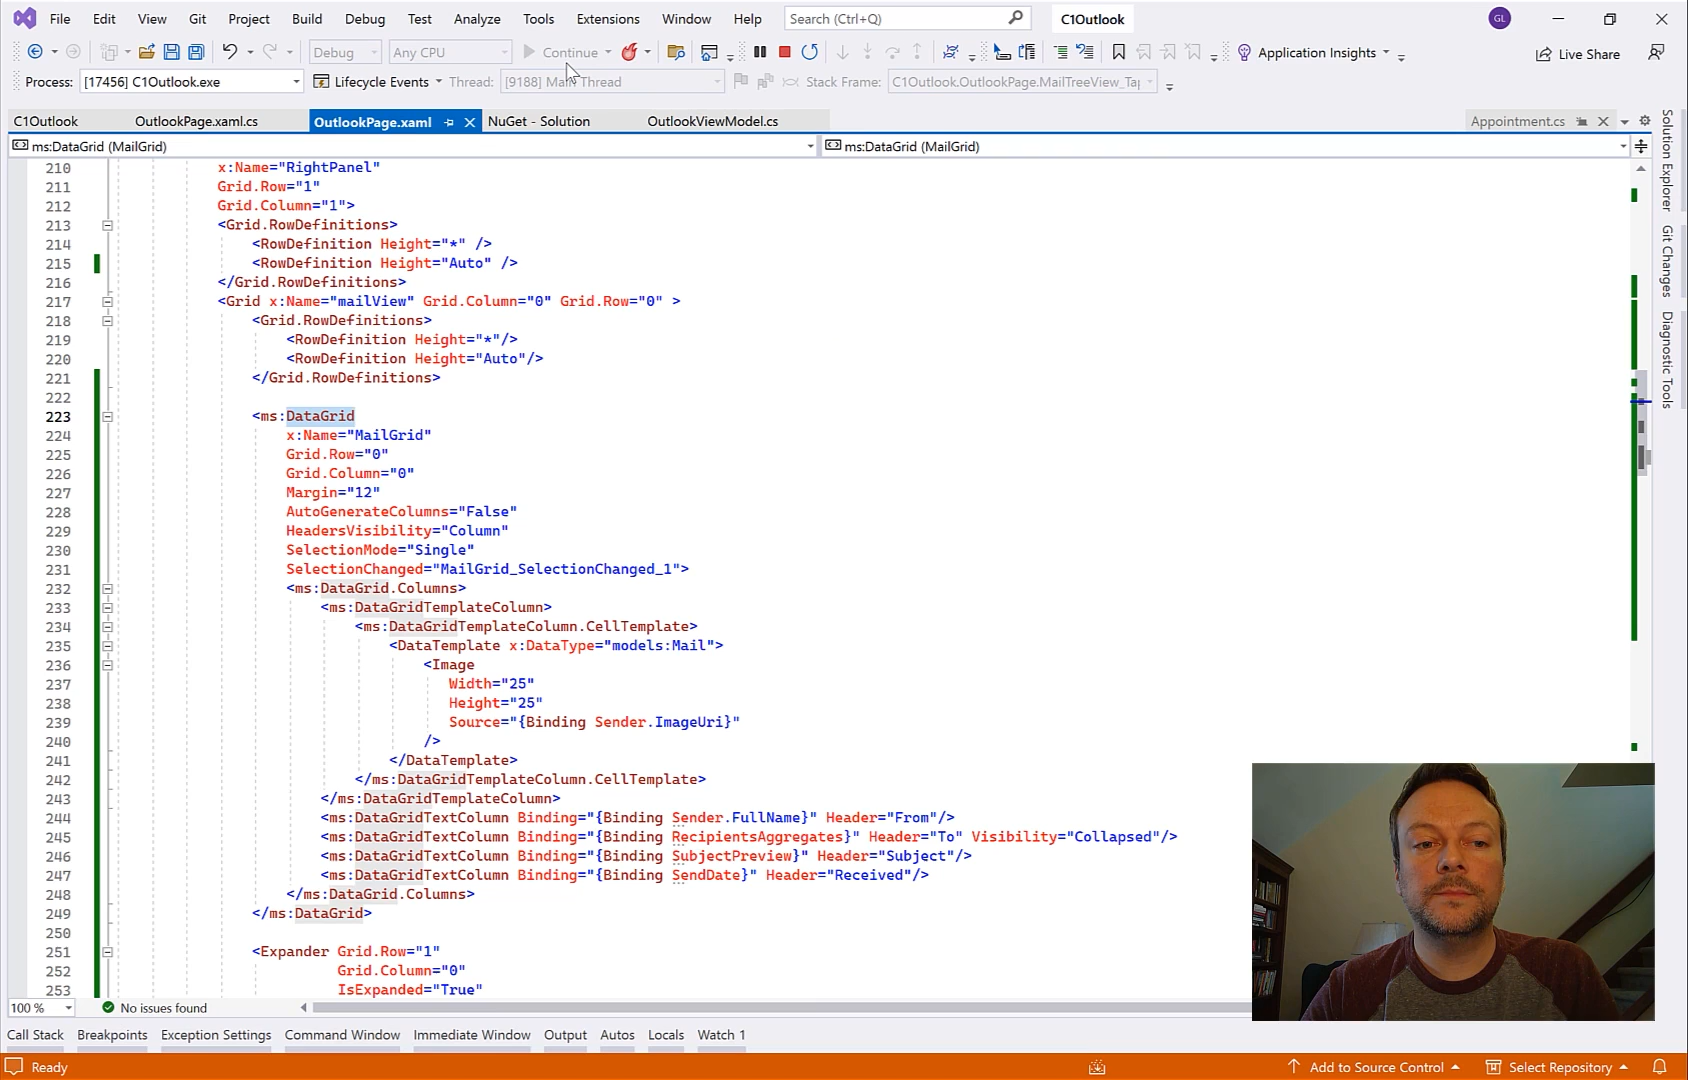 File Edit View Git Project Build Debug Test Analyze Tools Extensions Window Help Search (Ctrl+Q) C1Outlook GL
Debug Any CPU Continue Application Insights Live Share
Process: [17456] C1Outlook.exe Lifecycle Events Thread: [9188] Main Thread Stack Frame: C1Outlook.OutlookPage.MailTreeView_Tap
C1Outlook OutlookPage.xaml.cs OutlookPage.xaml NuGet - Solution OutlookViewModel.cs Appointment.cs
ms:DataGrid (MailGrid) ms:DataGrid (MailGrid)
210 x:Name="RightPanel"
211 Grid.Row="1"
212 Grid.Column="1">
213 <Grid.RowDefinitions>
214 <RowDefinition Height="*" />
215 <RowDefinition Height="Auto" />
216 </Grid.RowDefinitions>
217 <Grid x:Name="mailView" Grid.Column="0" Grid.Row="0" >
218 <Grid.RowDefinitions>
219 <RowDefinition Height="*"/>
220 <RowDefinition Height="Auto"/>
221 </Grid.RowDefinitions>
222
223 <ms:DataGrid
224 x:Name="MailGrid"
225 Grid.Row="0"
226 Grid.Column="0"
227 Margin="12"
228 AutoGenerateColumns="False"
229 HeadersVisibility="Column"
230 SelectionMode="Single"
231 SelectionChanged="MailGrid_SelectionChanged_1">
232 <ms:DataGrid.Columns>
233 <ms:DataGridTemplateColumn>
234 <ms:DataGridTemplateColumn.CellTemplate>
235 <DataTemplate x:DataType="models:Mail">
236 <Image
237 Width="25"
238 Height="25"
239 Source="{Binding Sender.ImageUri}"
240 />
241 </DataTemplate>
242 </ms:DataGridTemplateColumn.CellTemplate>
243 </ms:DataGridTemplateColumn>
244 <ms:DataGridTextColumn Binding="{Binding Sender.FullName}" Header="From"/>
245 <ms:DataGridTextColumn Binding="{Binding RecipientsAggregates}" Header="To" Visibility="Collapsed"/>
246 <ms:DataGridTextColumn Binding="{Binding SubjectPreview}" Header="Subject"/>
247 <ms:DataGridTextColumn Binding="{Binding SendDate}" Header="Received"/>
248 </ms:DataGrid.Columns>
249 </ms:DataGrid>
250
251 <Expander Grid.Row="1"
252 Grid.Column="0"
253 IsExpanded="True"
Solution Explorer
Git Changes
Diagnostic Tools
100 % No issues found
Call Stack Breakpoints Exception Settings Command Window Immediate Window Output Autos Locals Watch 1
Ready Add to Source Control Select Repository